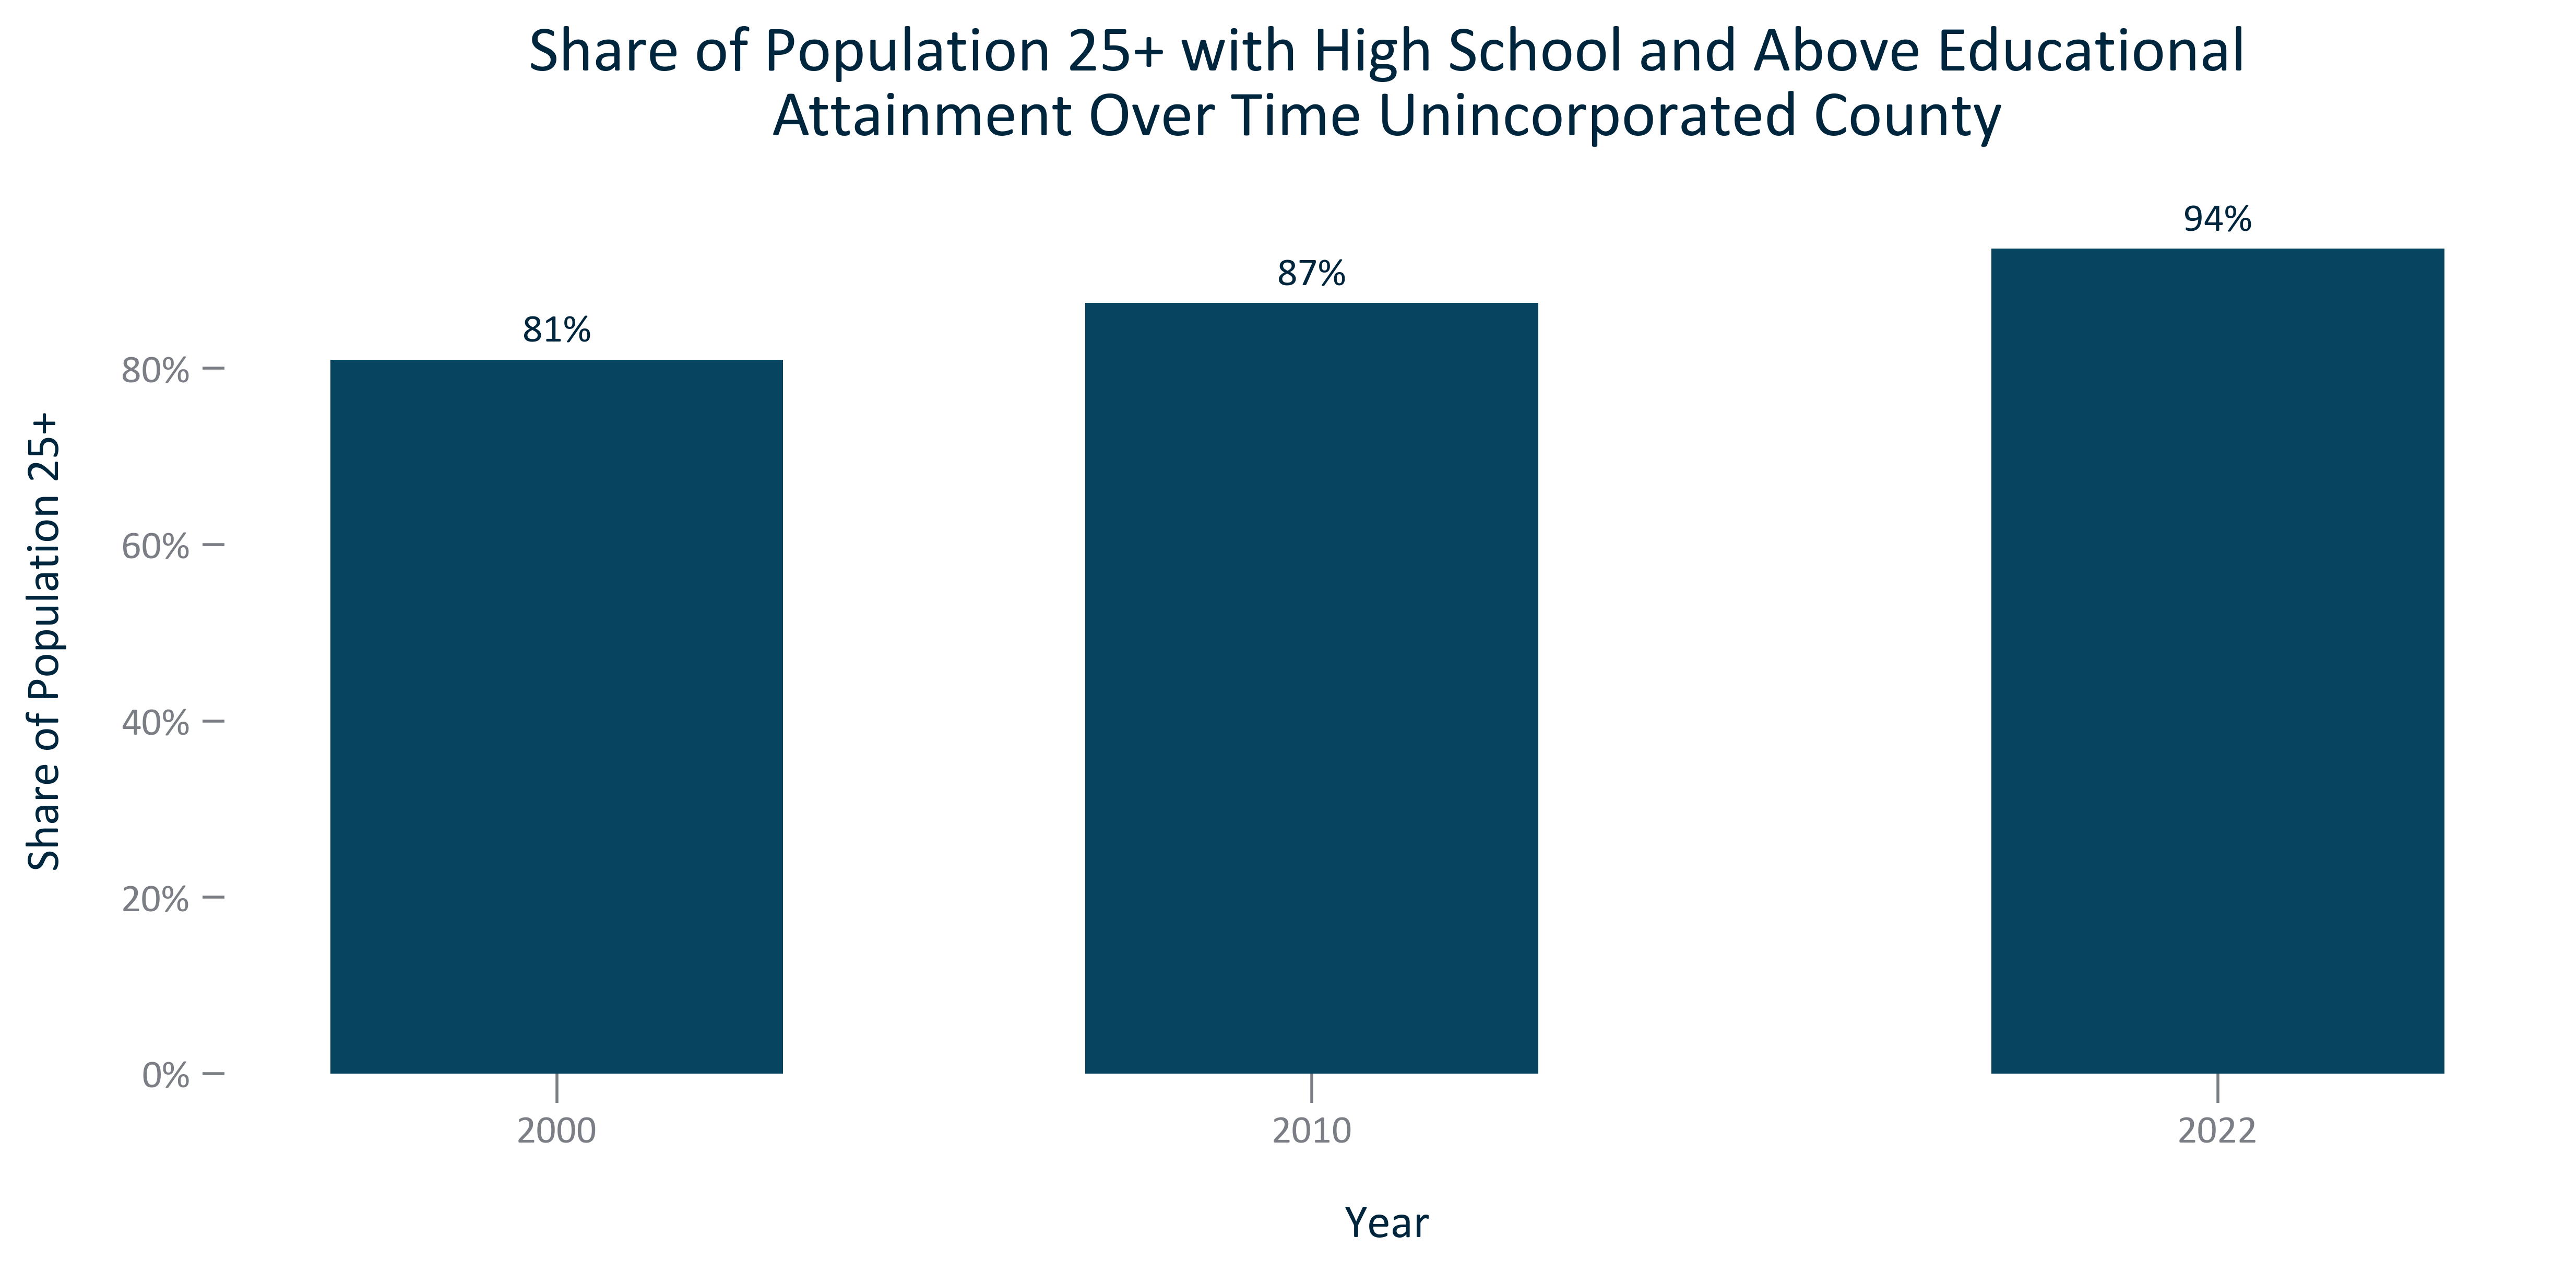 Share of Population 25+ with High School and Above Educational
Attainment Over Time Unincorporated County
94%
87%
81%
80%
60%
40%
20%
0%
Share of Population 25+
2000
2010
2022
Year